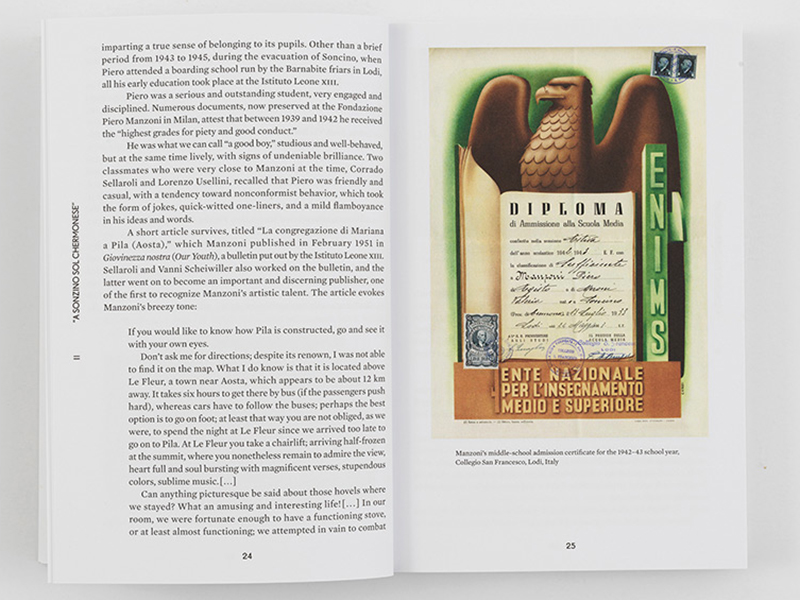 imparting a true sense of belonging to its pupils. Other than a brief
period from 1943 to 1945, during the evacuation of Soncino, when
Piero attended a boarding school run by the Barnabite friars in Lodi,
all his early education took place at the Istituto Leone XIII.
Piero was a serious and outstanding student, very engaged and
disciplined. Numerous documents, now preserved at the Fondazione
Piero Manzoni in Milan, attest that between 1939 and 1942 he received
the “highest grades for piety and good conduct.”
He was what we can call “a good boy,” studious and well-behaved,
but at the same time lively, with signs of undeniable brilliance. Two
classmates who were very close to Manzoni at the time, Corrado
Sellaroli and Lorenzo Usellini, recalled that Piero was friendly and
casual, with a tendency toward nonconformist behavior, which took
the form of jokes, quick-witted one-liners, and a mild flamboyance
in his ideas and words.
A short article survives, titled “La congregazione di Mariana
a Pila (Aosta),” which Manzoni published in February 1951 in
Giovinezza nostra (Our Youth), a bulletin put out by the Istituto Leone XIII.
Sellaroli and Vanni Scheiwiller also worked on the bulletin, and the
latter went on to become an important and discerning publisher, one
of the first to recognize Manzoni’s artistic talent. The article evokes
Manzoni’s breezy tone:
If you would like to know how Pila is constructed, go and see it
with your own eyes.
Don’t ask me for directions; despite its renown, I was not able
to find it on the map. What I do know is that it is located above
Le Fleur, a town near Aosta, which appears to be about 12 km
away. It takes six hours to get there by bus (if the passengers push
hard), whereas cars have to follow the buses; perhaps the best
option is to go on foot; at least that way you are not obliged, as we
were, to spend the night at Le Fleur since we arrived too late to
go on to Pila. At Le Fleur you take a chairlift; arriving half-frozen
at the summit, where you nonetheless remain to admire the view,
heart full and soul bursting with magnificent verses, stupendous
colors, sublime music.[…]
Can anything picturesque be said about those hovels where
we stayed? What an amusing and interesting life![…] In our
room, we were fortunate enough to have a functioning stove,
or at least almost functioning; we attempted in vain to combat
24
"A SONZINO SOL CHERMONESE"
II
DIPLOMA
di Ammissione alla Scuola Media
conferito nella sessione Estiva
dell'anno scolastico
la classificazione di Sufficiente
a Manzoni Piero
ENIMS
ENTE NAZIONALE
PER L'INSEGNAMENTO
MEDIO E SUPERIORE
Manzoni’s middle-school admission certificate for the 1942–43 school year,
Collegio San Francesco, Lodi, Italy
25